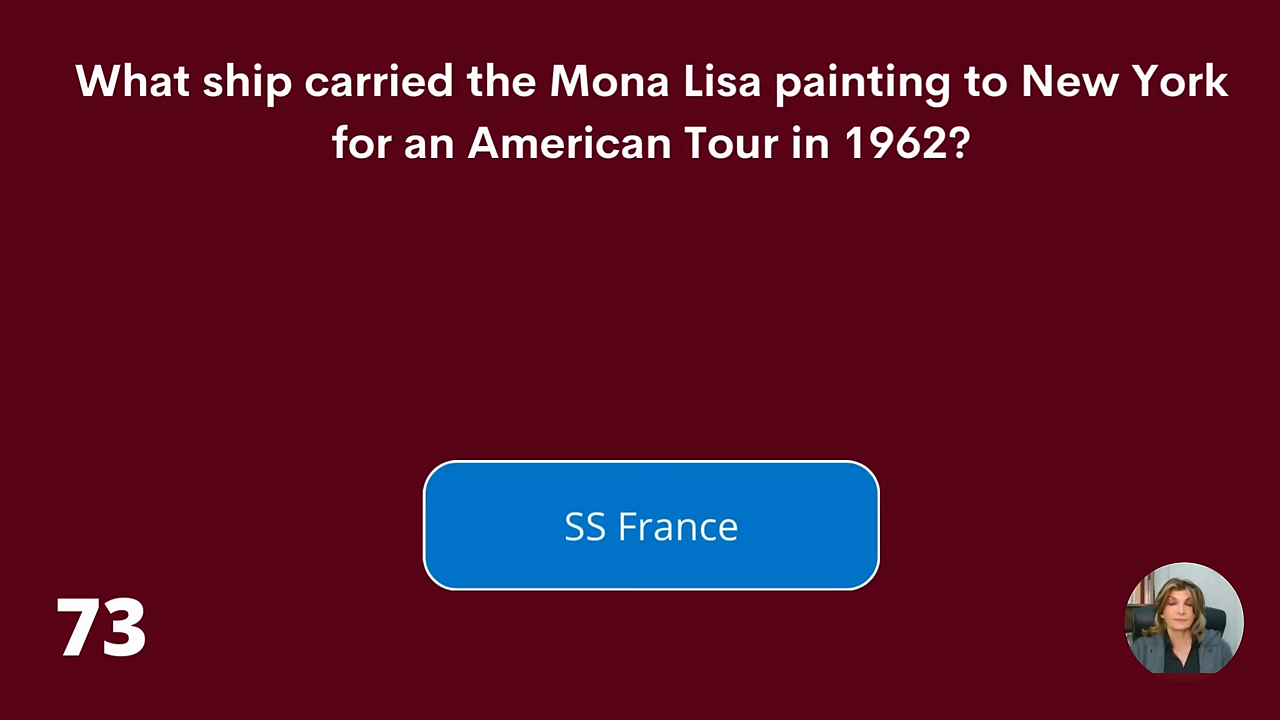 What ship carried the Mona Lisa painting to New York
for an American Tour in 1962?
SS France
73